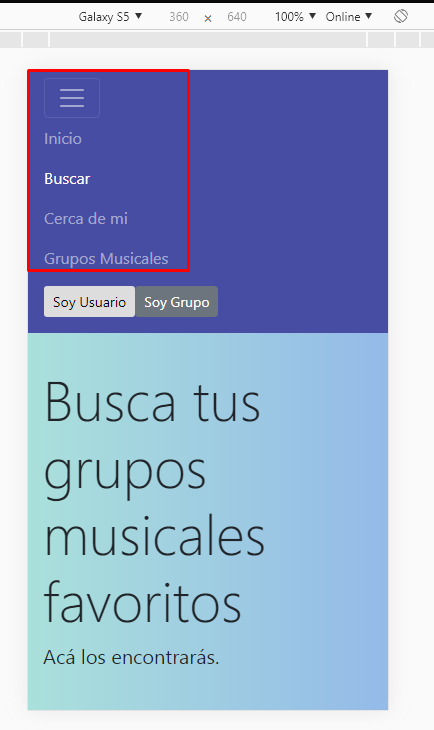 Galaxy S5 ▼ 360 × 640 100% ▼ Online ▼
Inicio
Buscar
Cerca de mi
Grupos Musicales
Soy Usuario Soy Grupo
Busca tus
grupos
musicales
favoritos
Acá los encontrarás.